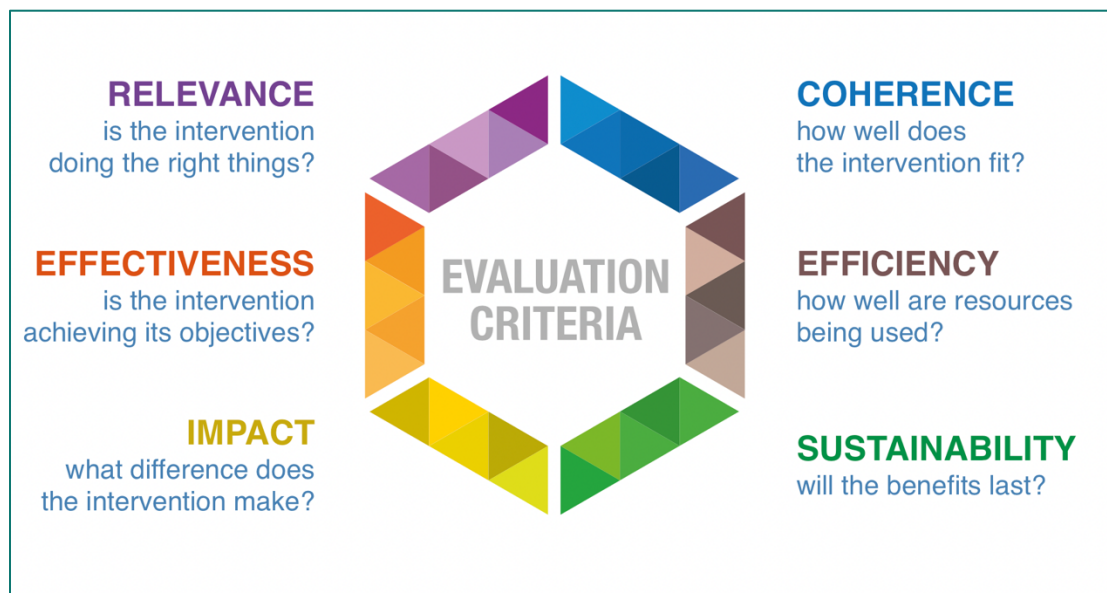 RELEVANCE
is the intervention
doing the right things?
COHERENCE
how well does
the intervention fit?
EFFECTIVENESS
is the intervention
achieving its objectives?
EVALUATION
CRITERIA
EFFICIENCY
how well are resources
being used?
IMPACT
what difference does
the intervention make?
SUSTAINABILITY
will the benefits last?